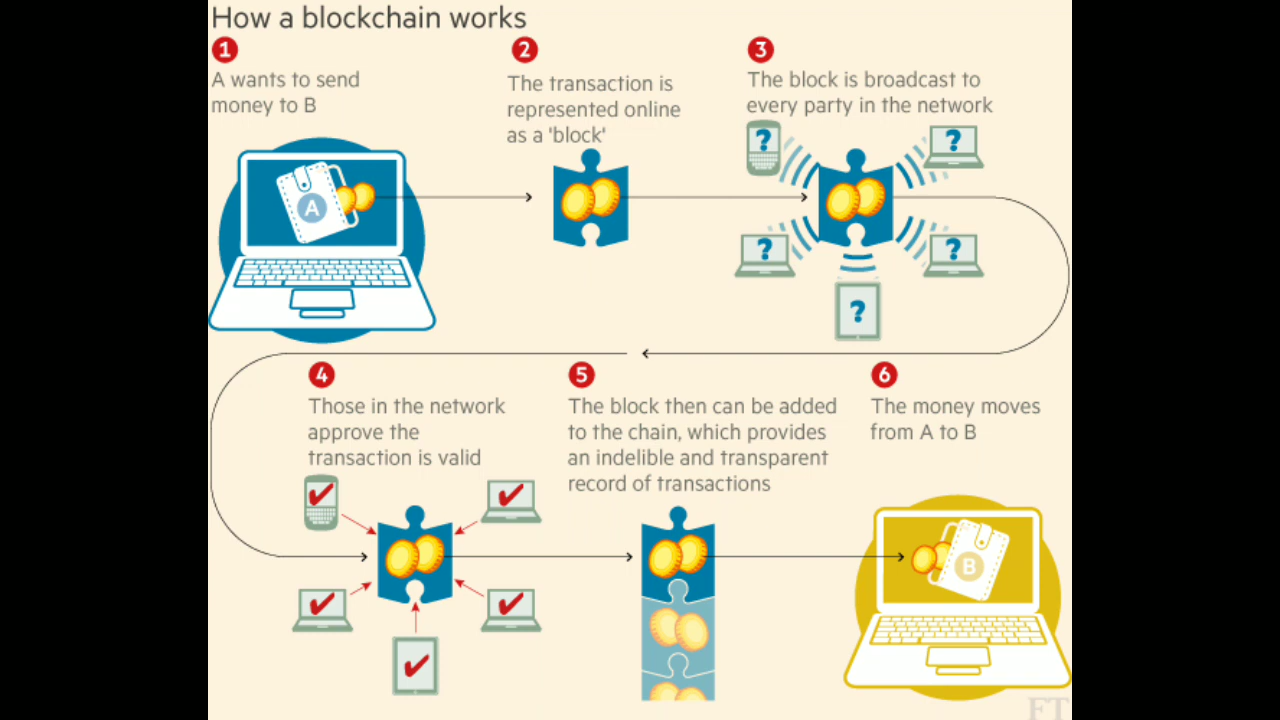 How a blockchain works
1
A wants to send
money to B
2
The transaction is
represented online
as a 'block'
3
The block is broadcast to
every party in the network
A
?
?
?
?
?
4
Those in the network
approve the
transaction is valid
5
The block then can be added
to the chain, which provides
an indelible and transparent
record of transactions
6
The money moves
from A to B
B
FT